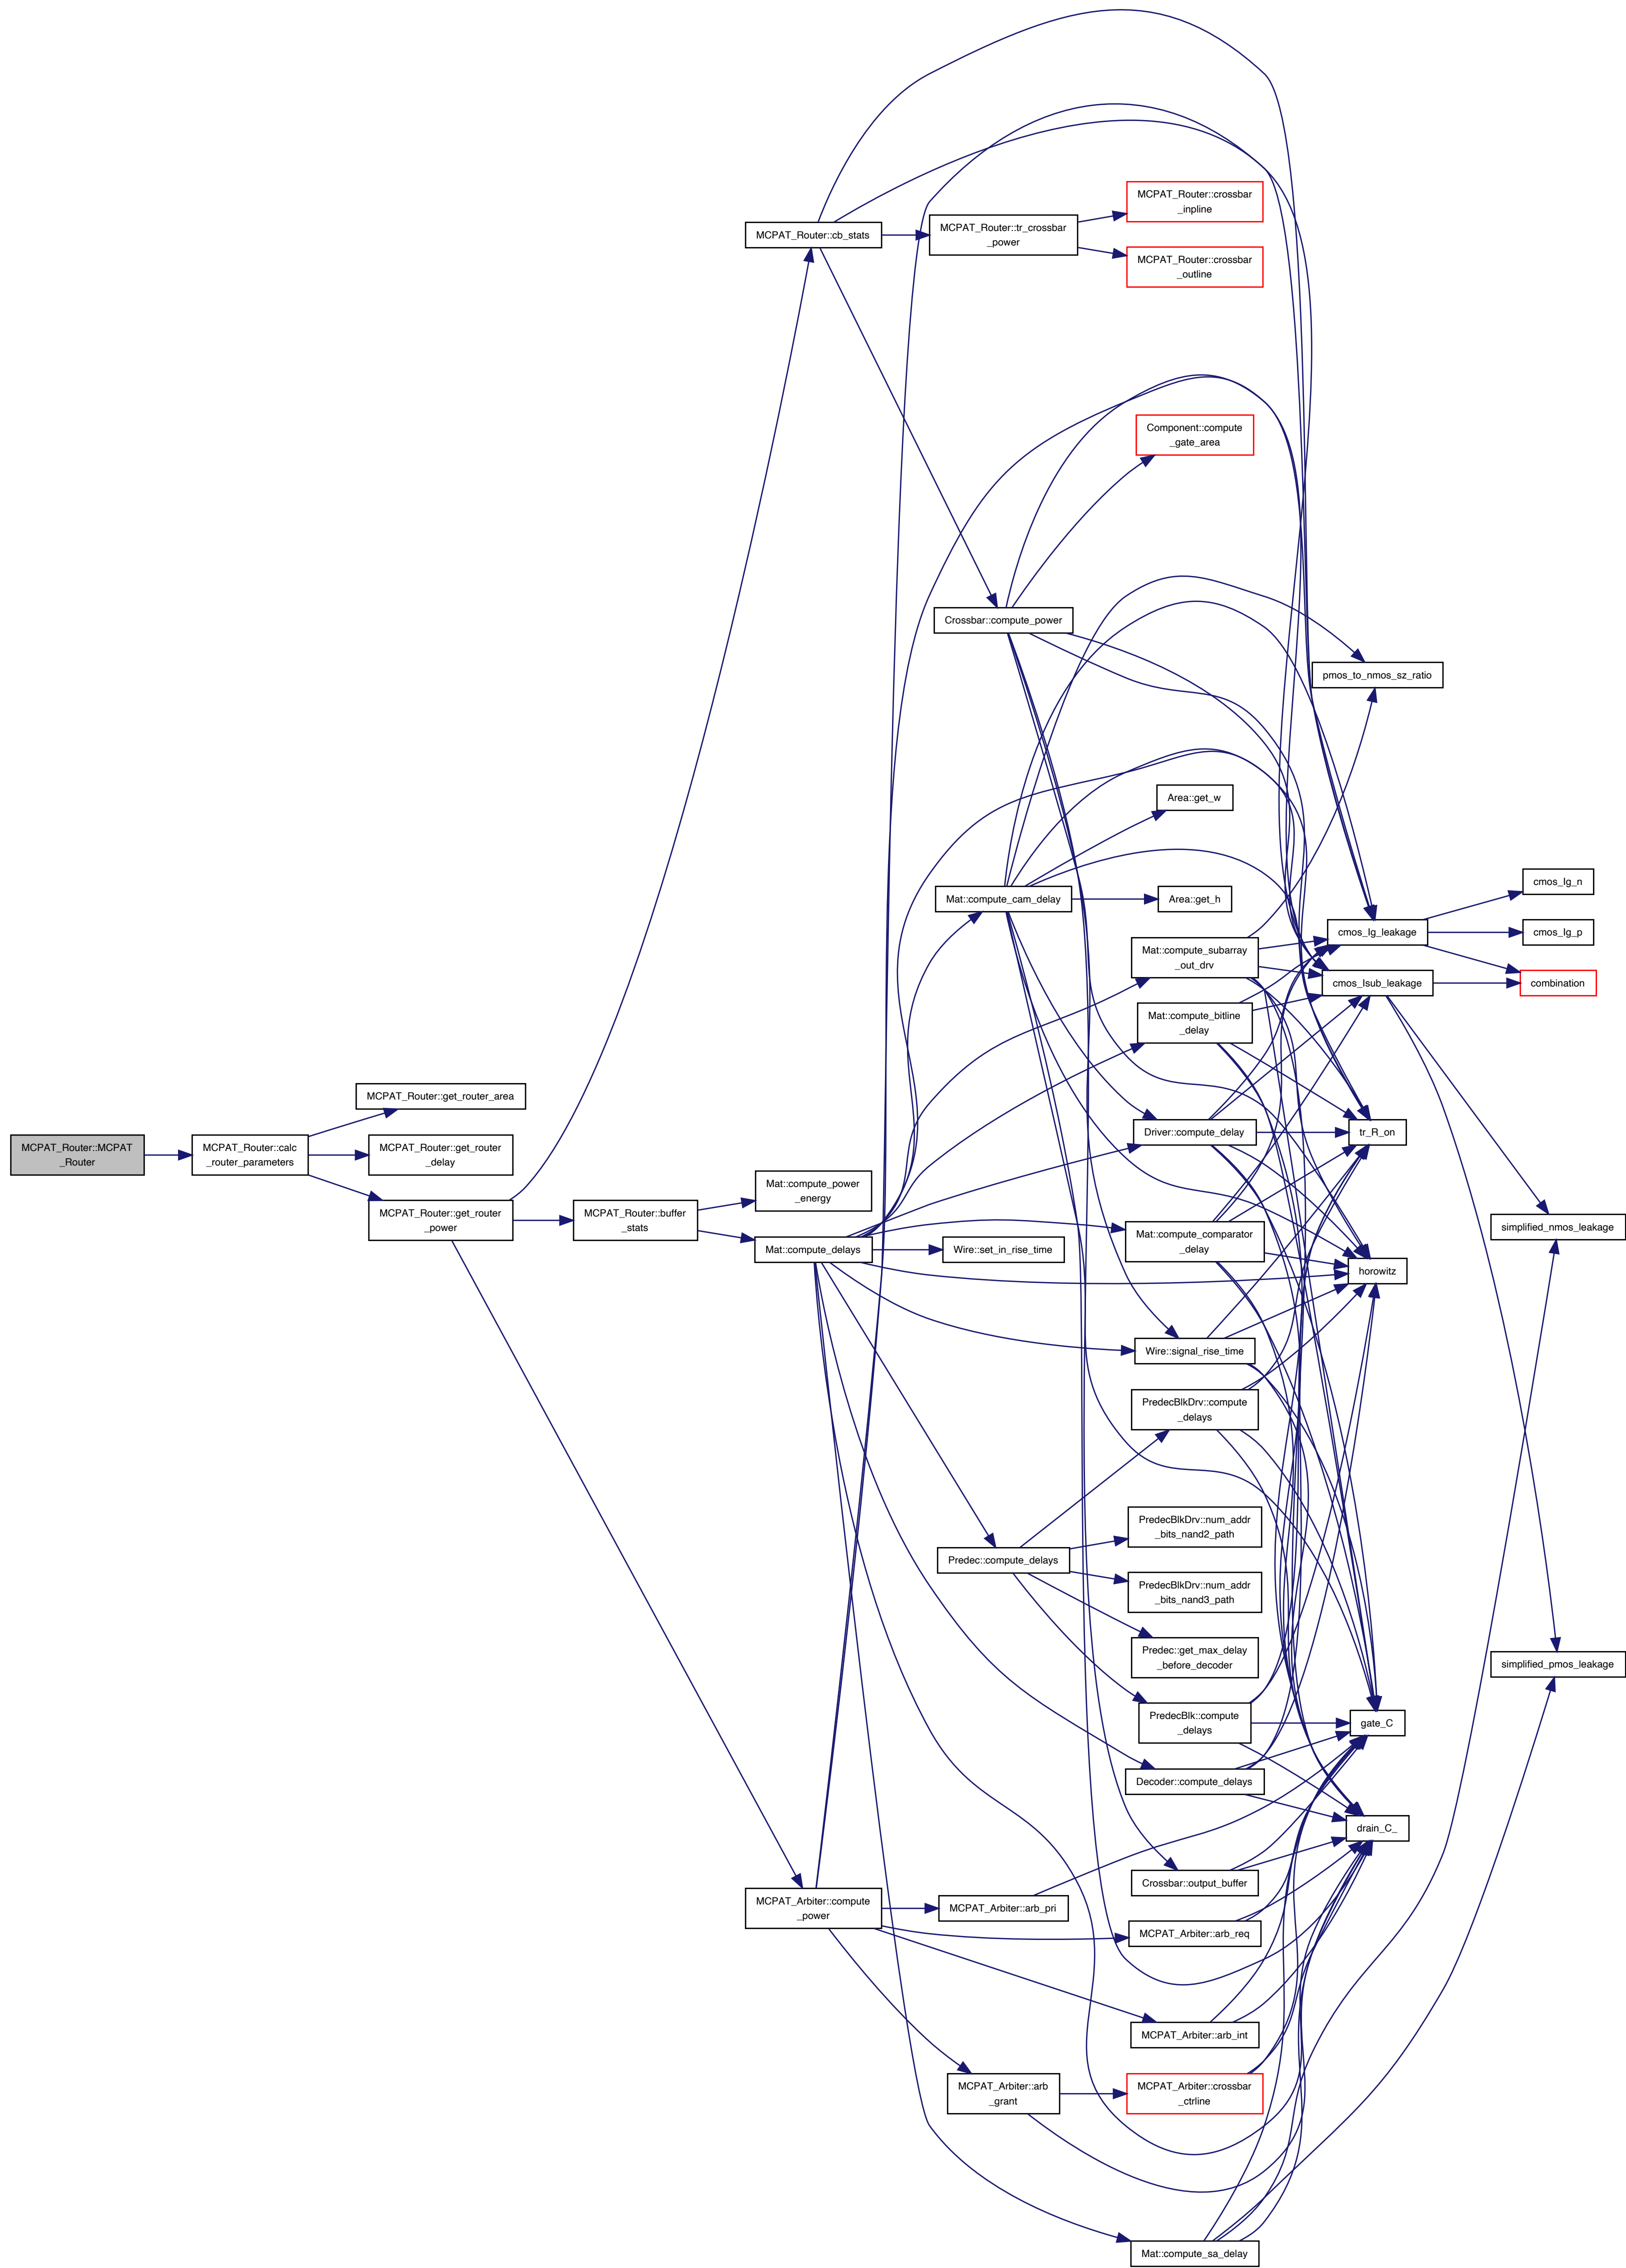 MCPAT_Router::MCPAT
_Router
MCPAT_Router::calc
_router_parameters
MCPAT_Router::get_router_area
MCPAT_Router::get_router
_delay
MCPAT_Router::get_router
_power
MCPAT_Router::buffer
_stats
MCPAT_Router::cb_stats
Mat::compute_power
_energy
Mat::compute_delays
MCPAT_Arbiter::compute
_power
MCPAT_Router::tr_crossbar
_power
Crossbar::compute_power
Mat::compute_cam_delay
Wire::set_in_rise_time
Predec::compute_delays
MCPAT_Arbiter::arb_pri
MCPAT_Arbiter::arb
_grant
MCPAT_Router::crossbar
_inpline
MCPAT_Router::crossbar
_outline
Component::compute
_gate_area
Area::get_w
Area::get_h
Mat::compute_subarray
_out_drv
Mat::compute_bitline
_delay
Driver::compute_delay
Mat::compute_comparator
_delay
Wire::signal_rise_time
PredecBlkDrv::compute
_delays
PredecBlkDrv::num_addr
_bits_nand2_path
PredecBlkDrv::num_addr
_bits_nand3_path
Predec::get_max_delay
_before_decoder
PredecBlk::compute
_delays
Decoder::compute_delays
Crossbar::output_buffer
MCPAT_Arbiter::arb_req
MCPAT_Arbiter::arb_int
MCPAT_Arbiter::crossbar
_ctrline
Mat::compute_sa_delay
pmos_to_nmos_sz_ratio
cmos_Ig_leakage
cmos_Isub_leakage
tr_R_on
horowitz
gate_C
drain_C_
cmos_Ig_n
cmos_Ig_p
combination
simplified_nmos_leakage
simplified_pmos_leakage